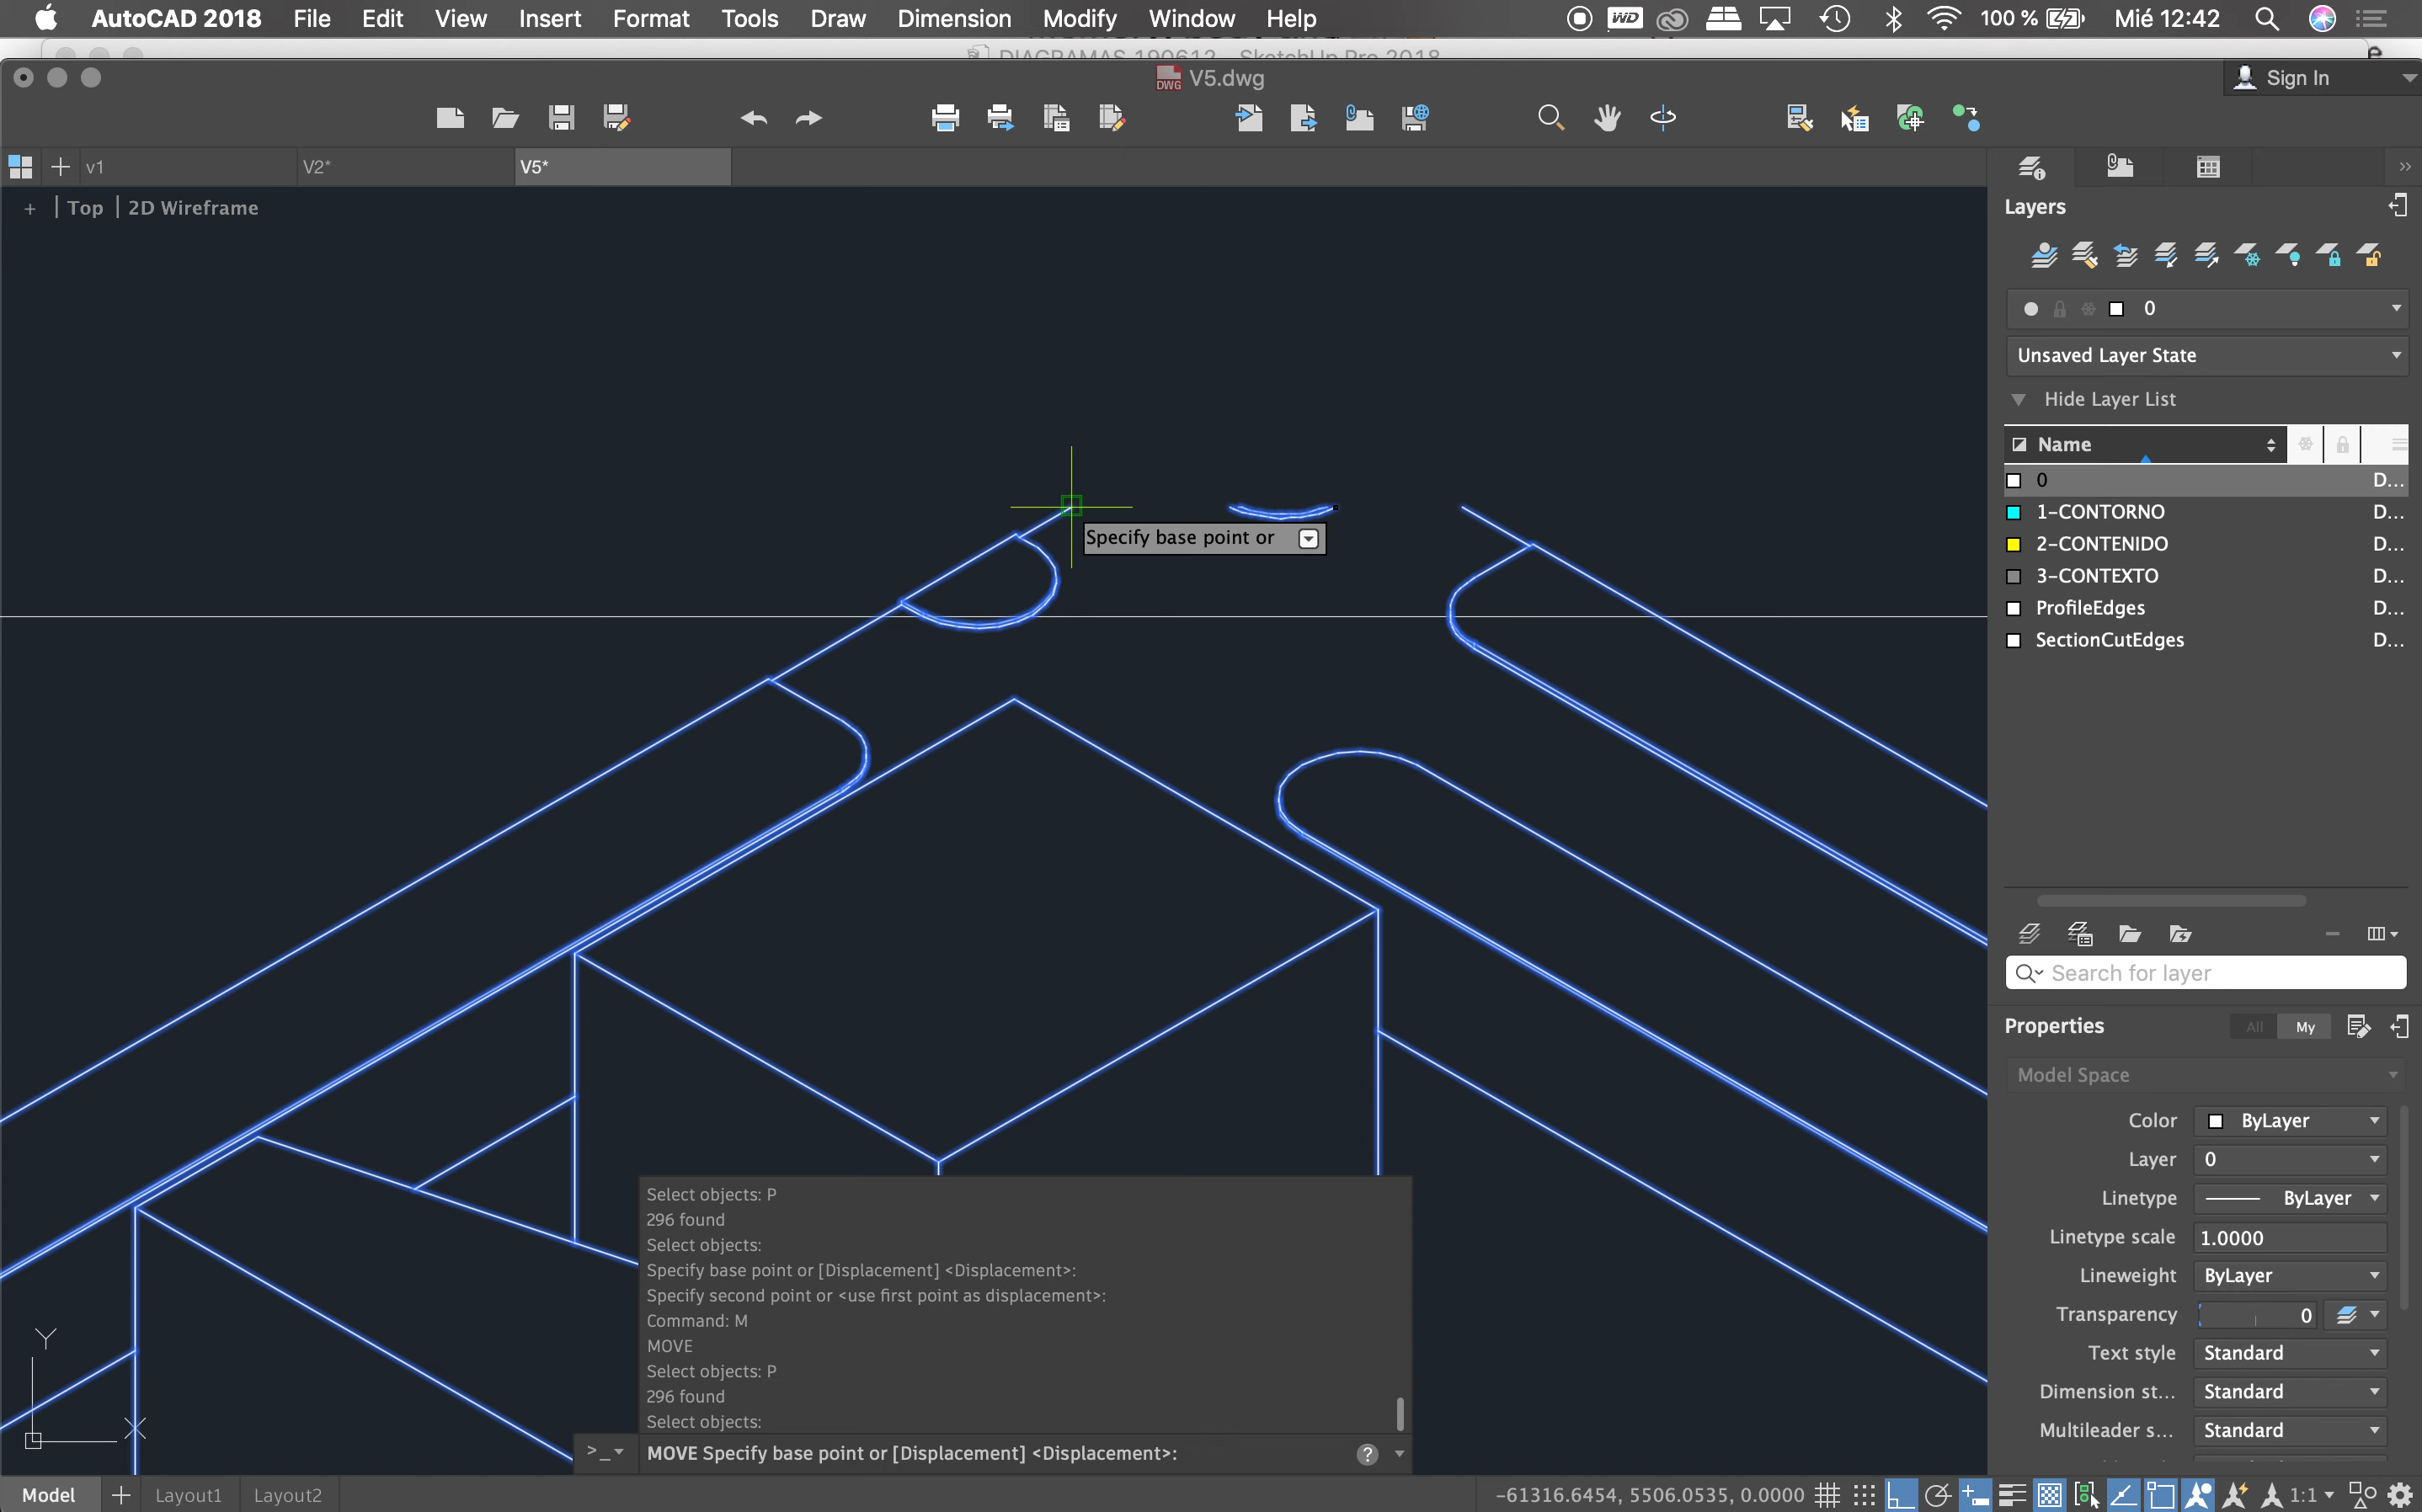 AutoCAD 2018 File Edit View Insert Format Tools Draw Dimension Modify Window Help 100 % Mié 12:42
DIAGRAMAS 190612 - SketchUp Pro 2018
V5.dwg
Sign In
v1 V2* V5*
+ | Top | 2D Wireframe
Layers
0
Unsaved Layer State
Hide Layer List
Name
0 D...
1-CONTORNO D...
2-CONTENIDO D...
3-CONTEXTO D...
ProfileEdges D...
SectionCutEdges D...
Specify base point or
Search for layer
Properties All My
Model Space
Color ByLayer
Layer 0
Linetype ByLayer
Linetype scale 1.0000
Lineweight ByLayer
Transparency 0
Text style Standard
Dimension st... Standard
Multileader s... Standard
Select objects: P
296 found
Select objects:
Specify base point or [Displacement] <Displacement>:
Specify second point or <use first point as displacement>:
Command: M
MOVE
Select objects: P
296 found
Select objects:
>_ MOVE Specify base point or [Displacement] <Displacement>: ?
Y
X
Model + Layout1 Layout2 -61316.6454, 5506.0535, 0.0000 1:1